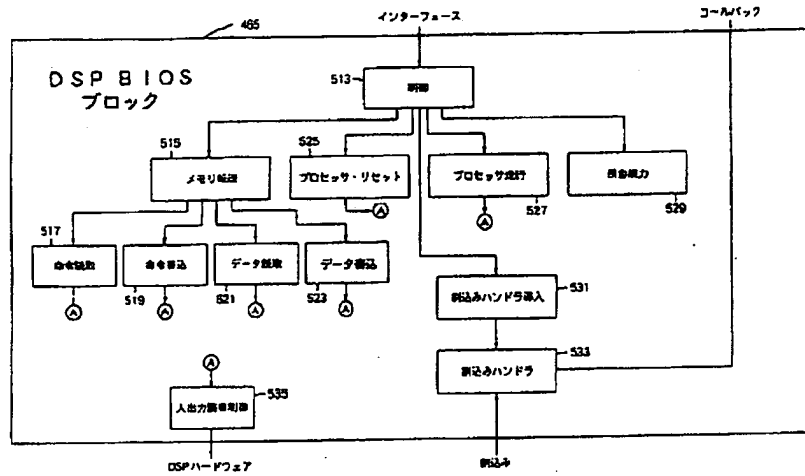 インターフェース
コールバック
465
DSP BIOS
ブロック
513
制御
515
メモリ処理
525
プロセッサ・リセット
プロセッサ走行
527
529
517
命令読取
命令書込
519
データ読取
521
データ書込
523
A
A
A
A
A
A
割込みハンドラ導入
531
割込みハンドラ
533
A
入出力調停制御
535
DSPハードウェア
割込み